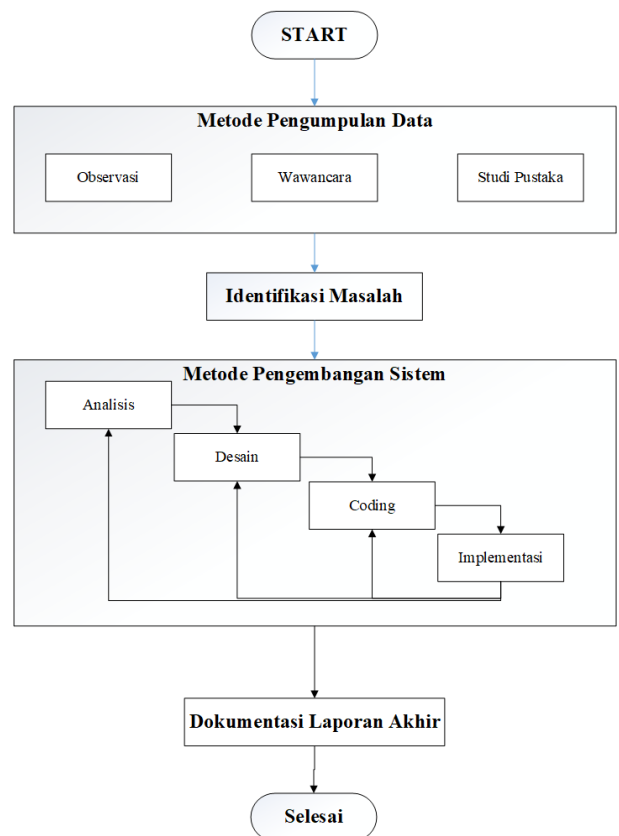 START
Metode Pengumpulan Data
Observasi
Wawancara
Studi Pustaka
Identifikasi Masalah
Metode Pengembangan Sistem
Analisis
Desain
Coding
Implementasi
Dokumentasi Laporan Akhir
Selesai